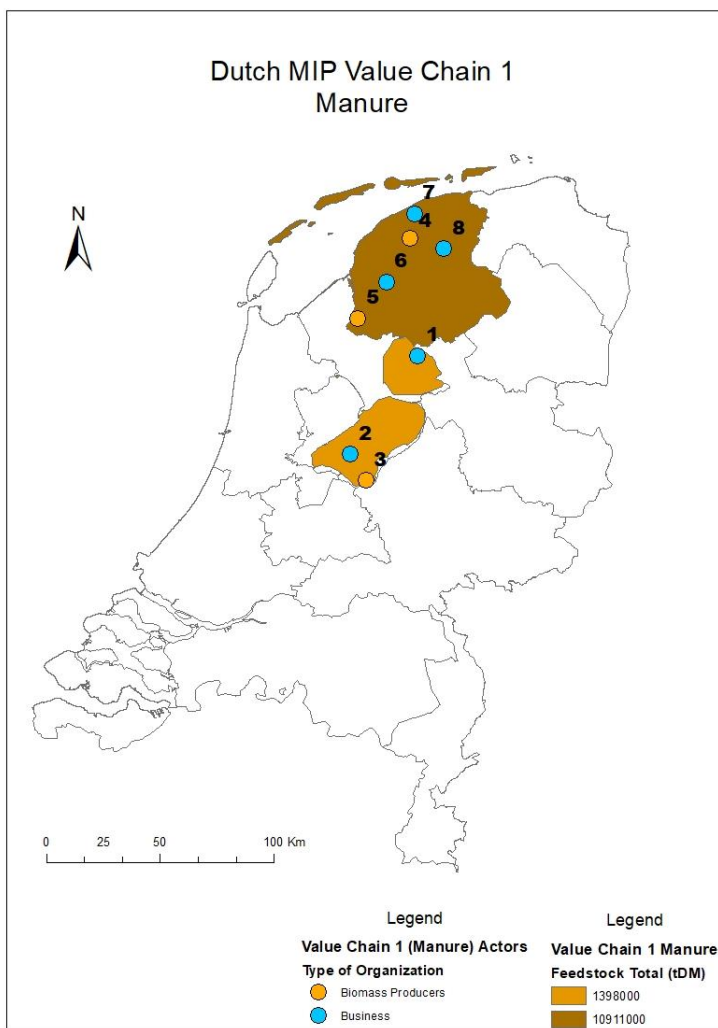 Dutch MIP Value Chain 1
Manure
7
4
8
6
5
1
2
3
N
0 25 50 100 Km
Legend
Value Chain 1 (Manure) Actors
Type of Organization
Biomass Producers
Business
Legend
Value Chain 1 Manure
Feedstock Total (tDM)
1398000
10911000